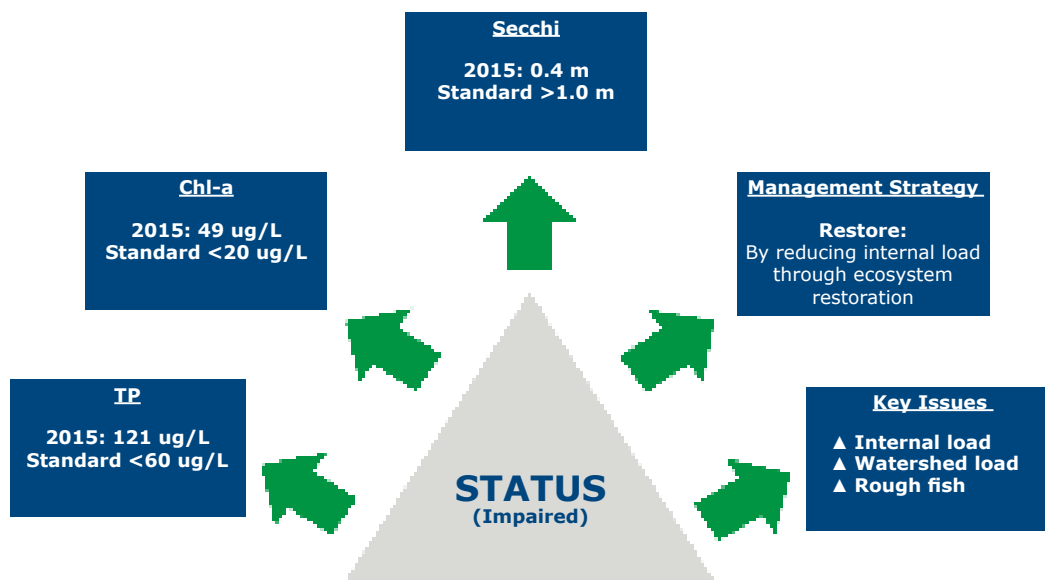 Secchi
2015: 0.4 m
Standard >1.0 m
Chl-a
2015: 49 ug/L
Standard <20 ug/L
Management Strategy
Restore:
By reducing internal load
through ecosystem
restoration
TP
2015: 121 ug/L
Standard <60 ug/L
Key Issues
▲ Internal load
▲ Watershed load
▲ Rough fish
STATUS
(Impaired)